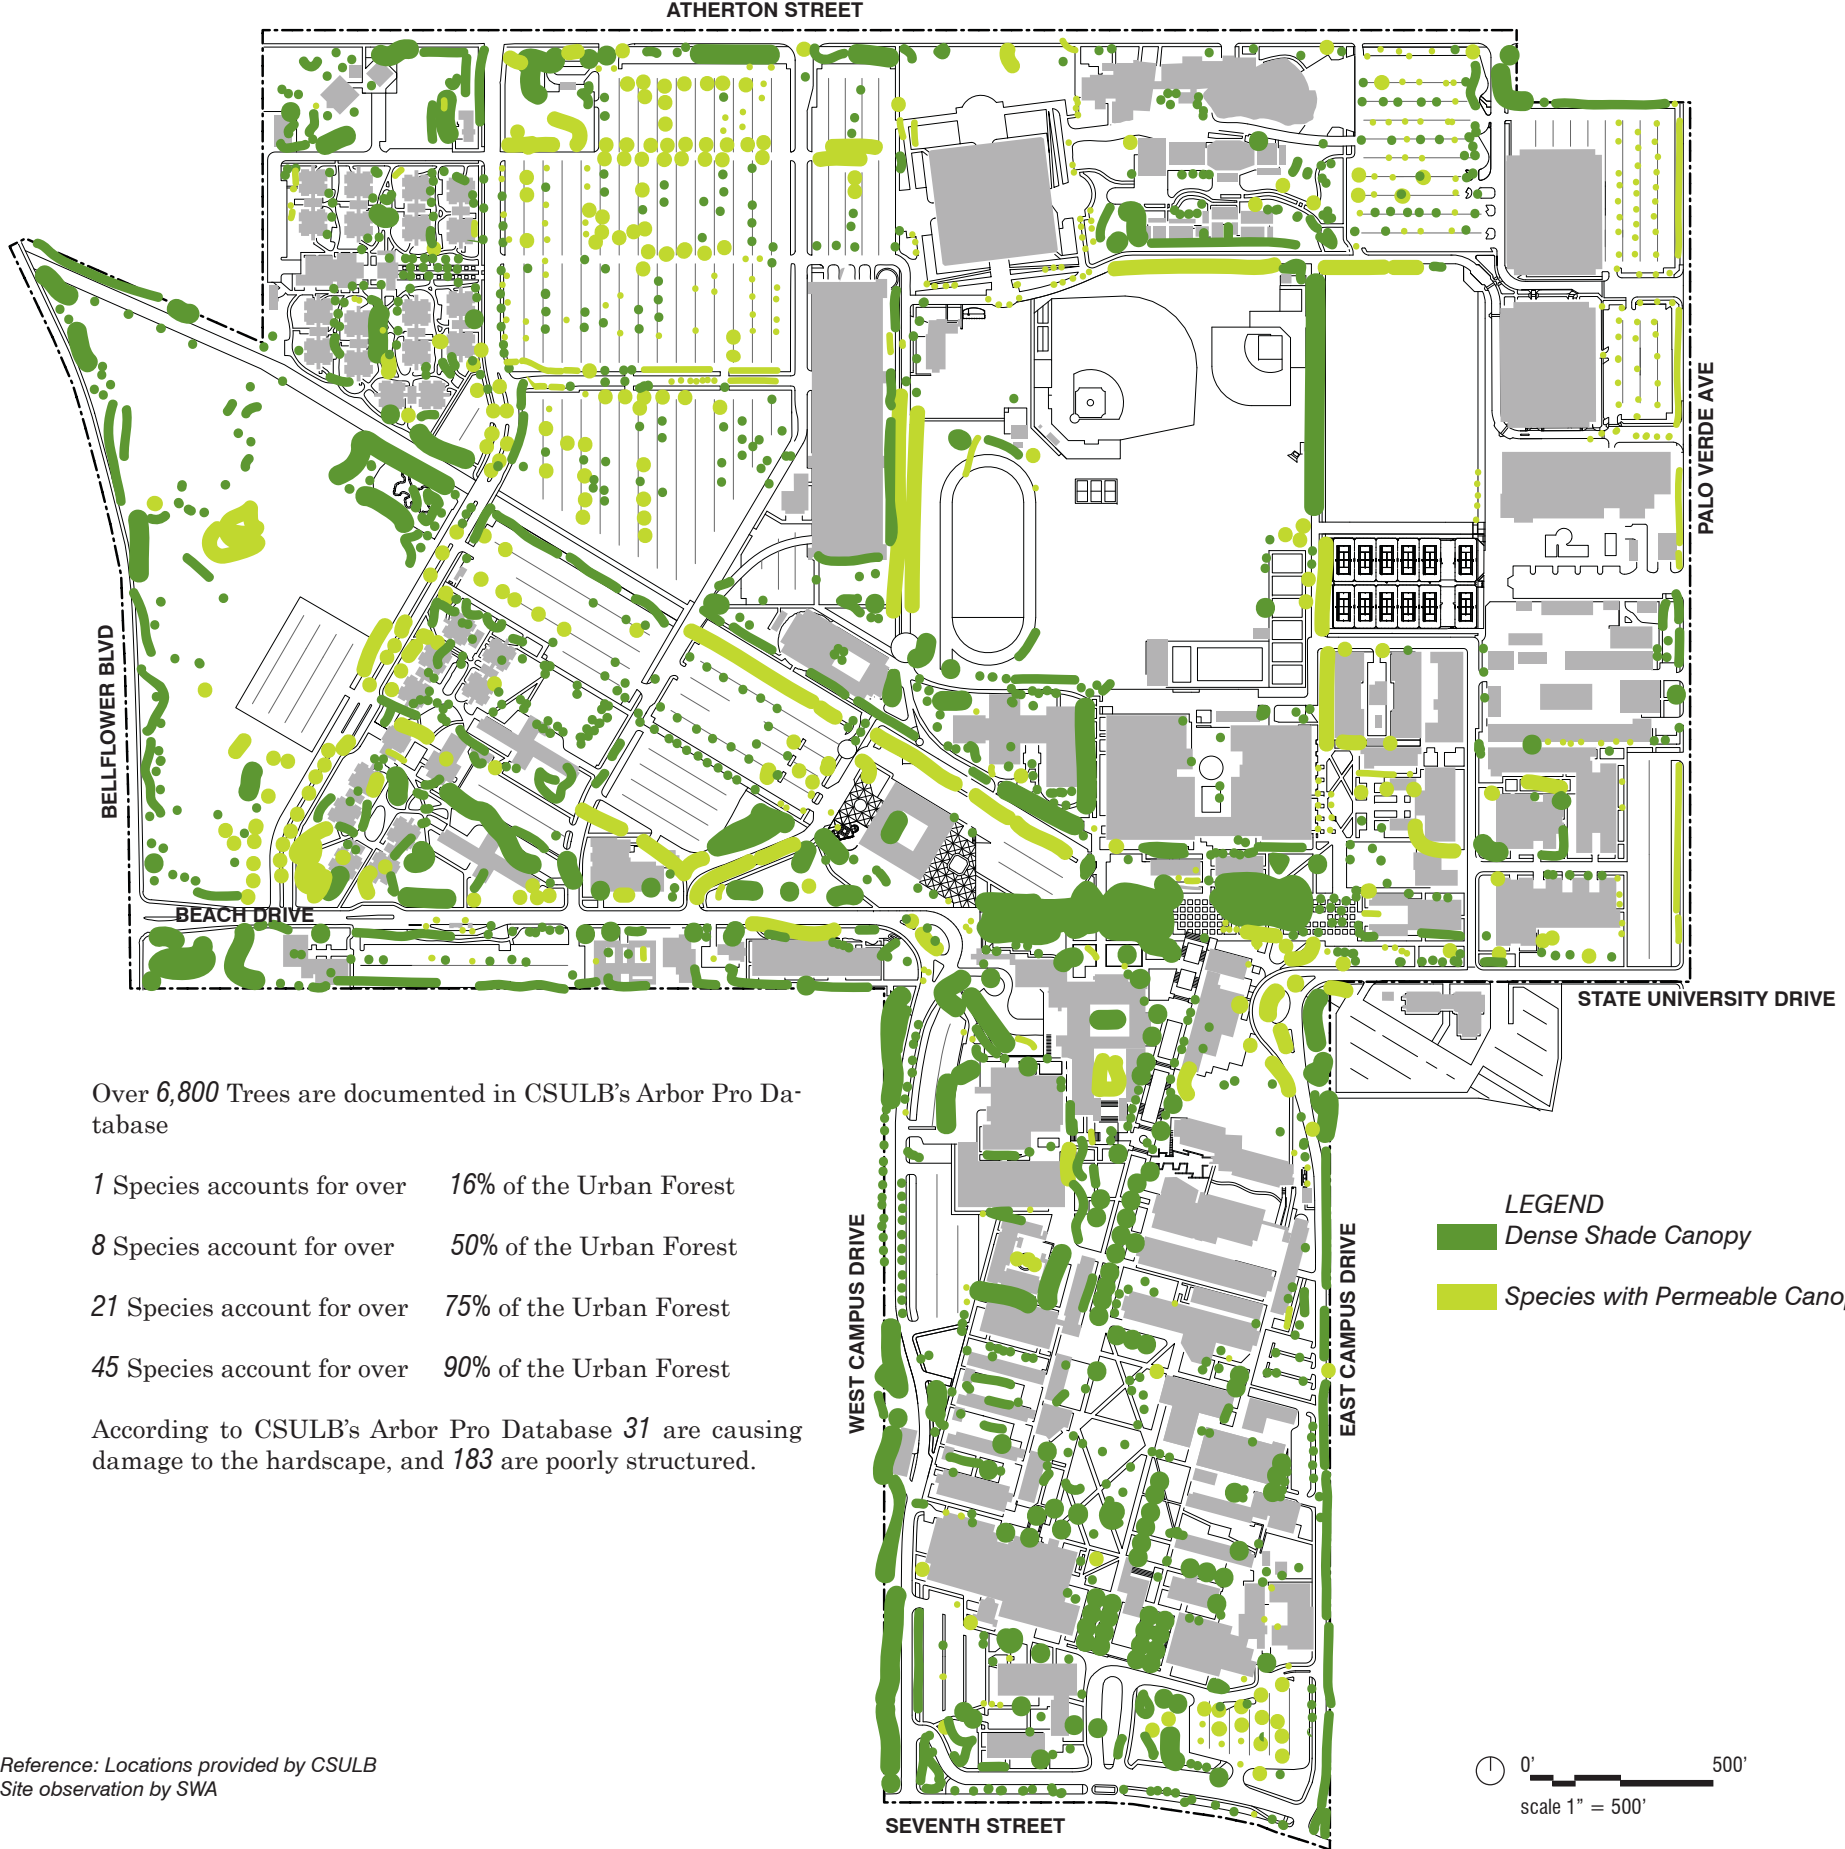 ATHERTON STREET
PALO VERDE AVE
BELLFLOWER BLVD
BEACH DRIVE
STATE UNIVERSITY DRIVE
Over 6,800 Trees are documented in CSULB’s Arbor Pro Da-
tabase
1 Species accounts for over 16% of the Urban Forest
8 Species account for over 50% of the Urban Forest
21 Species account for over 75% of the Urban Forest
45 Species account for over 90% of the Urban Forest
According to CSULB’s Arbor Pro Database 31 are causing
damage to the hardscape, and 183 are poorly structured.
WEST CAMPUS DRIVE
EAST CAMPUS DRIVE
LEGEND
Dense Shade Canopy
Species with Permeable Cano
Reference: Locations provided by CSULB
Site observation by SWA
0’ 500’
scale 1” = 500’
SEVENTH STREET